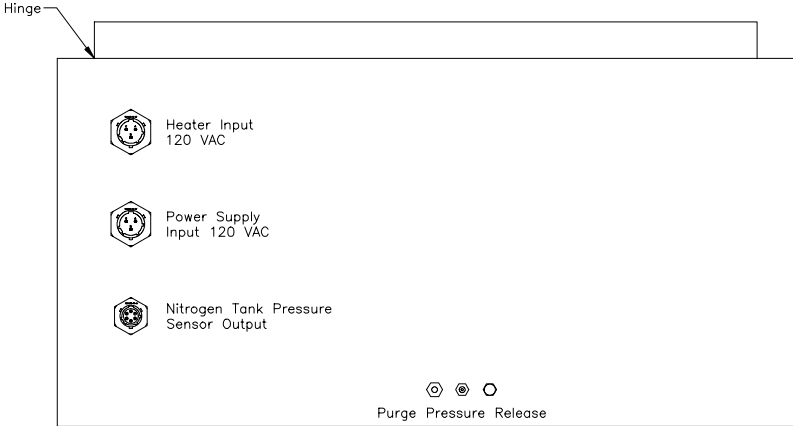 Hinge
Heater Input
120 VAC
Power Supply
Input 120 VAC
Nitrogen Tank Pressure
Sensor Output
Purge Pressure Release